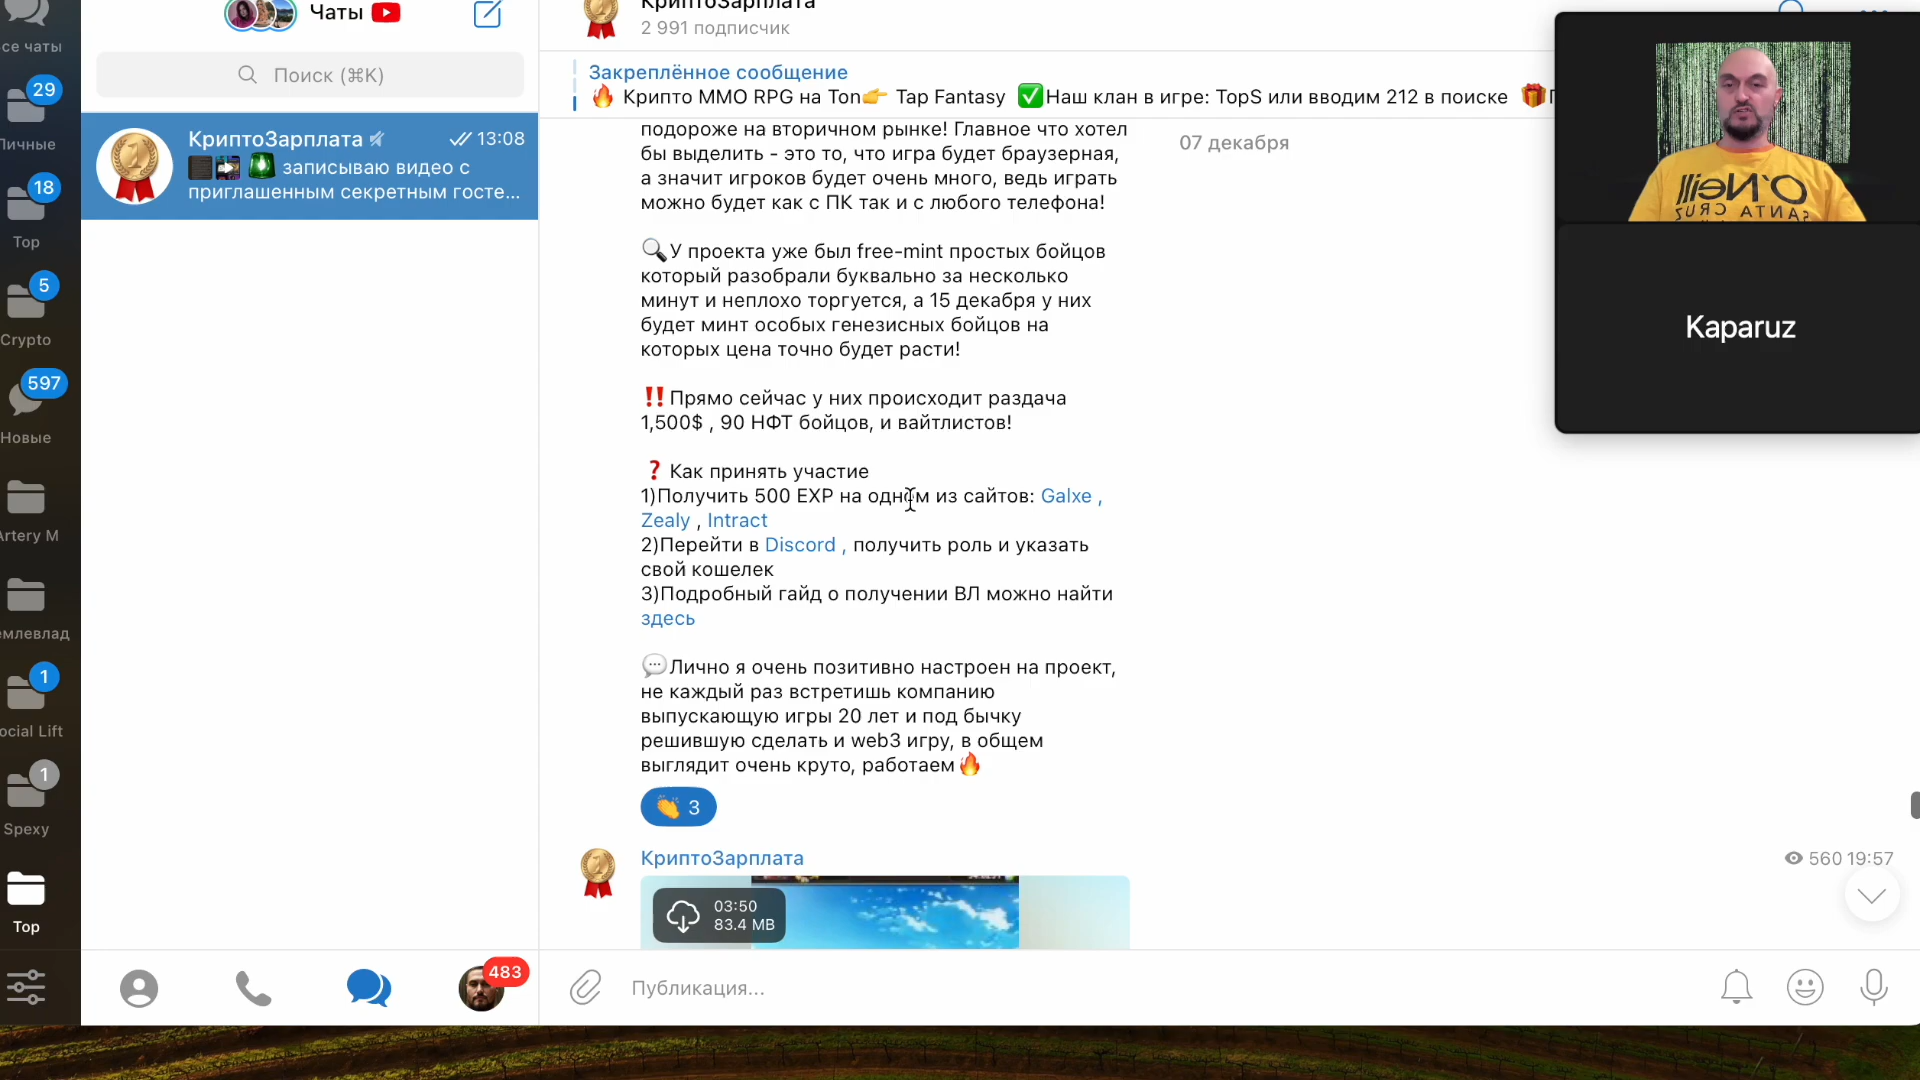 се чаты
29
Личные
18
Top
5
Crypto
597
Новые
Artery M
емлевлад
1
ocial Lift
1
Spexy
Top
Чаты
Поиск (⌘K)
КриптоЗарплата
13:08
записываю видео с
приглашенным секретным госте...
483
КриптоЗарплата
2 991 подписчик
Закреплённое сообщение
🔥 Крипто MMO RPG на Ton👉 Tap Fantasy ✅Наш клан в игре: TopS или вводим 212 в поиске 🎁
07 декабря
подороже на вторичном рынке! Главное что хотел
бы выделить - это то, что игра будет браузерная,
а значит игроков будет очень много, ведь играть
можно будет как с ПК так и с любого телефона!
🔍У проекта уже был free-mint простых бойцов
который разобрали буквально за несколько
минут и неплохо торгуется, а 15 декабря у них
будет минт особых генезисных бойцов на
которых цена точно будет расти!
‼️Прямо сейчас у них происходит раздача
1,500$ , 90 НФТ бойцов, и вайтлистов!
❓ Как принять участие
1)Получить 500 EXP на одном из сайтов: Galxe ,
Zealy , Intract
2)Перейти в Discord , получить роль и указать
свой кошелек
3)Подробный гайд о получении ВЛ можно найти
здесь
💬Лично я очень позитивно настроен на проект,
не каждый раз встретишь компанию
выпускающую игры 20 лет и под бычку
решившую сделать и web3 игру, в общем
выглядит очень круто, работаем🔥
👏 3
КриптоЗарплата
560 19:57
03:50
83.4 MB
Публикация...
O'NEILL
SANTA CRUZ
Kaparuz